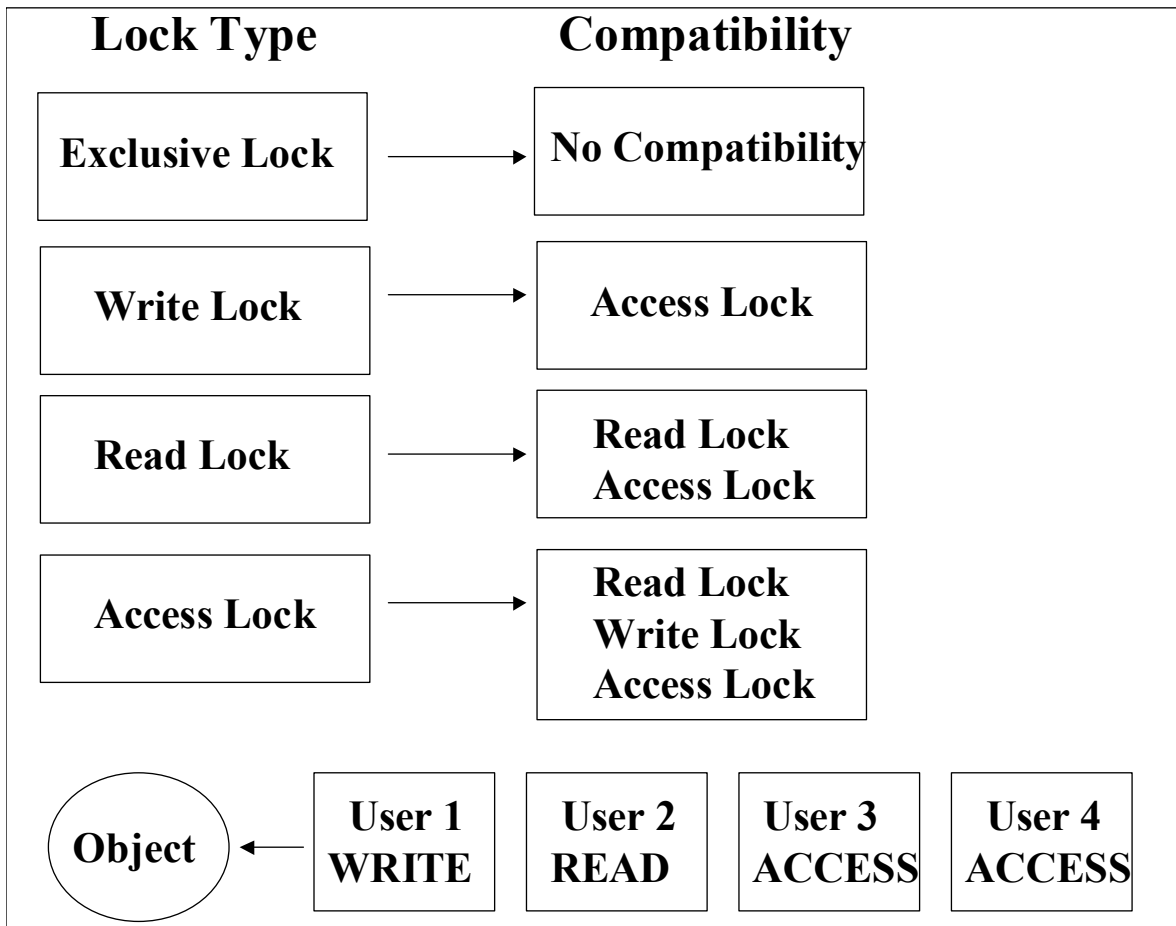 Lock Type
Compatibility
Exclusive Lock
No Compatibility
Write Lock
Access Lock
Read Lock
Read Lock
Access Lock
Access Lock
Read Lock
Write Lock
Access Lock
Object
User 1
WRITE
User 2
READ
User 3
ACCESS
User 4
ACCESS